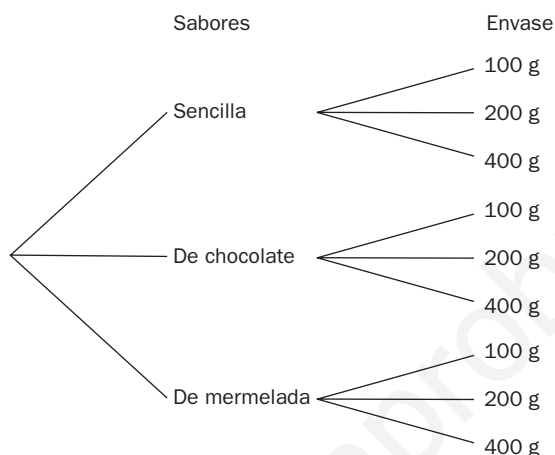 Sabores Envase
100 g
Sencilla 200 g
400 g
100 g
De chocolate 200 g
400 g
100 g
De mermelada 200 g
400 g